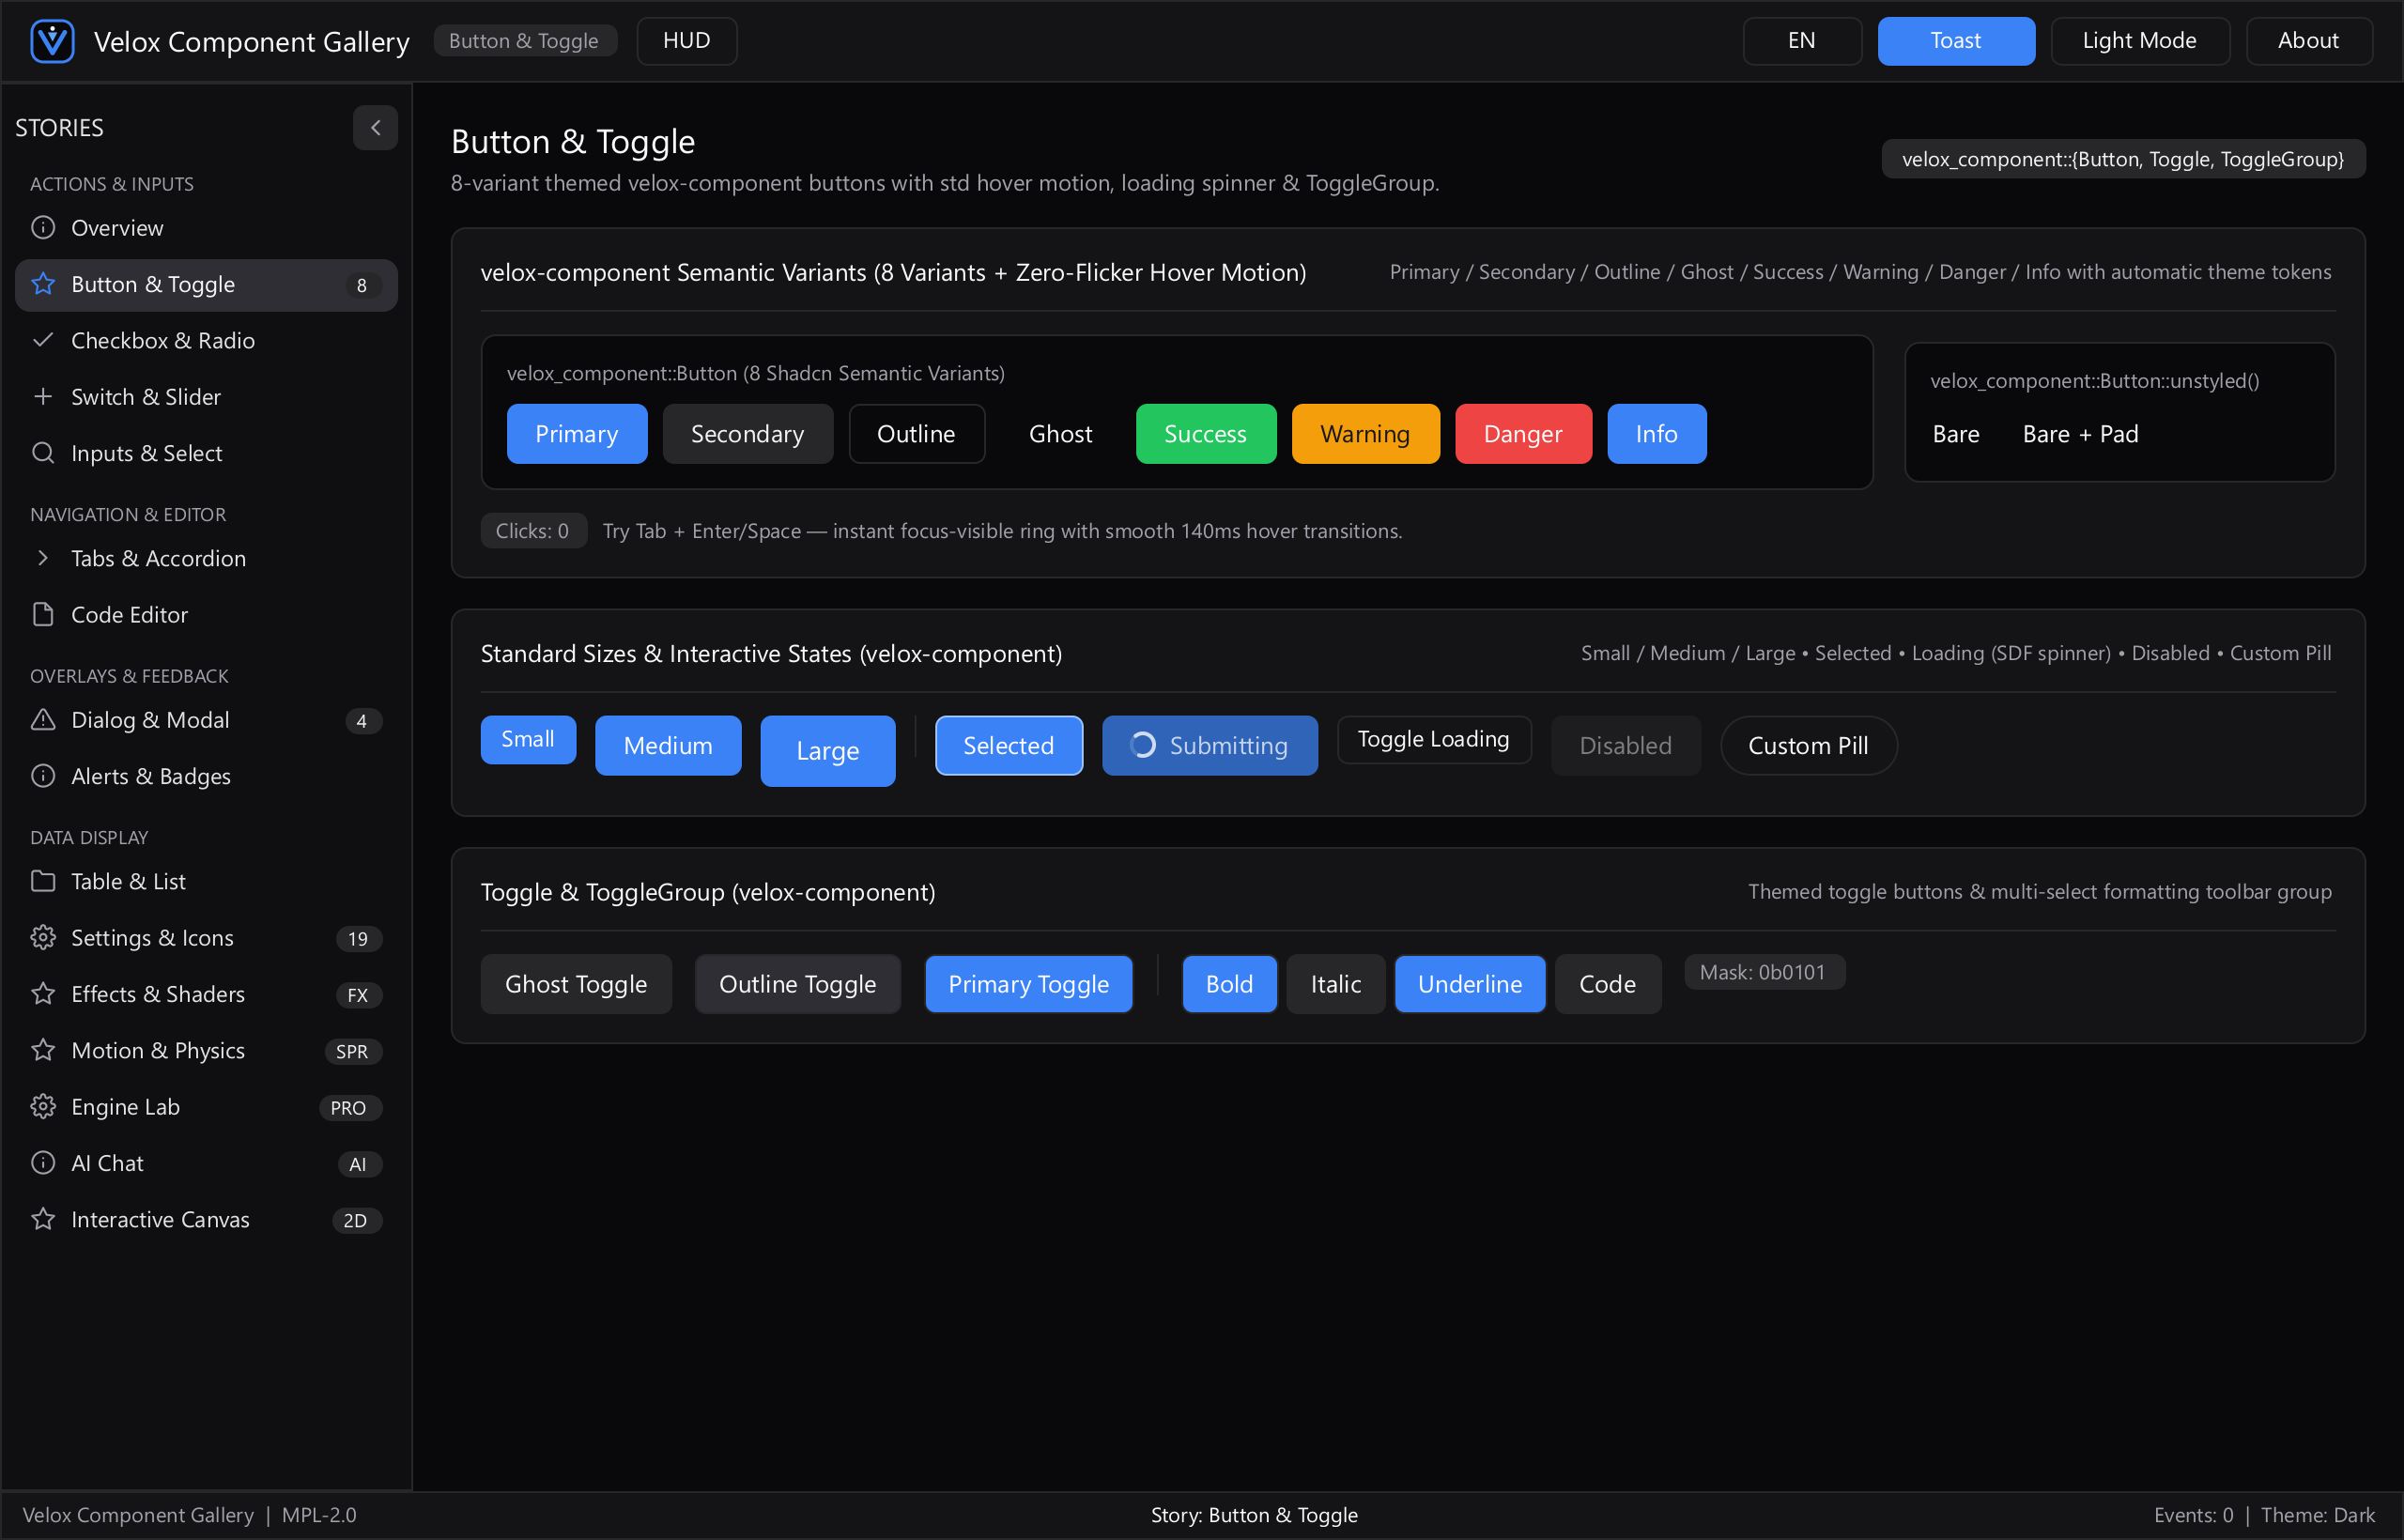 Velox Component Gallery
Button & Toggle
HUD
EN
Toast
Light Mode
About
STORIES
ACTIONS & INPUTS
Overview
Button & Toggle 8
Checkbox & Radio
Switch & Slider
Inputs & Select
NAVIGATION & EDITOR
Tabs & Accordion
Code Editor
OVERLAYS & FEEDBACK
Dialog & Modal 4
Alerts & Badges
DATA DISPLAY
Table & List
Settings & Icons 19
Effects & Shaders FX
Motion & Physics SPR
Engine Lab PRO
AI Chat AI
Interactive Canvas 2D
Button & Toggle
8-variant themed velox-component buttons with std hover motion, loading spinner & ToggleGroup.
velox_component::{Button, Toggle, ToggleGroup}
velox-component Semantic Variants (8 Variants + Zero-Flicker Hover Motion)
Primary / Secondary / Outline / Ghost / Success / Warning / Danger / Info with automatic theme tokens
velox_component::Button (8 Shadcn Semantic Variants)
Primary Secondary Outline Ghost Success Warning Danger Info
velox_component::Button::unstyled()
Bare Bare + Pad
Clicks: 0 Try Tab + Enter/Space — instant focus-visible ring with smooth 140ms hover transitions.
Standard Sizes & Interactive States (velox-component)
Small / Medium / Large • Selected • Loading (SDF spinner) • Disabled • Custom Pill
Small Medium Large Selected Submitting Toggle Loading Disabled Custom Pill
Toggle & ToggleGroup (velox-component)
Themed toggle buttons & multi-select formatting toolbar group
Ghost Toggle Outline Toggle Primary Toggle Bold Italic Underline Code Mask: 0b0101
Velox Component Gallery | MPL-2.0
Story: Button & Toggle
Events: 0 | Theme: Dark